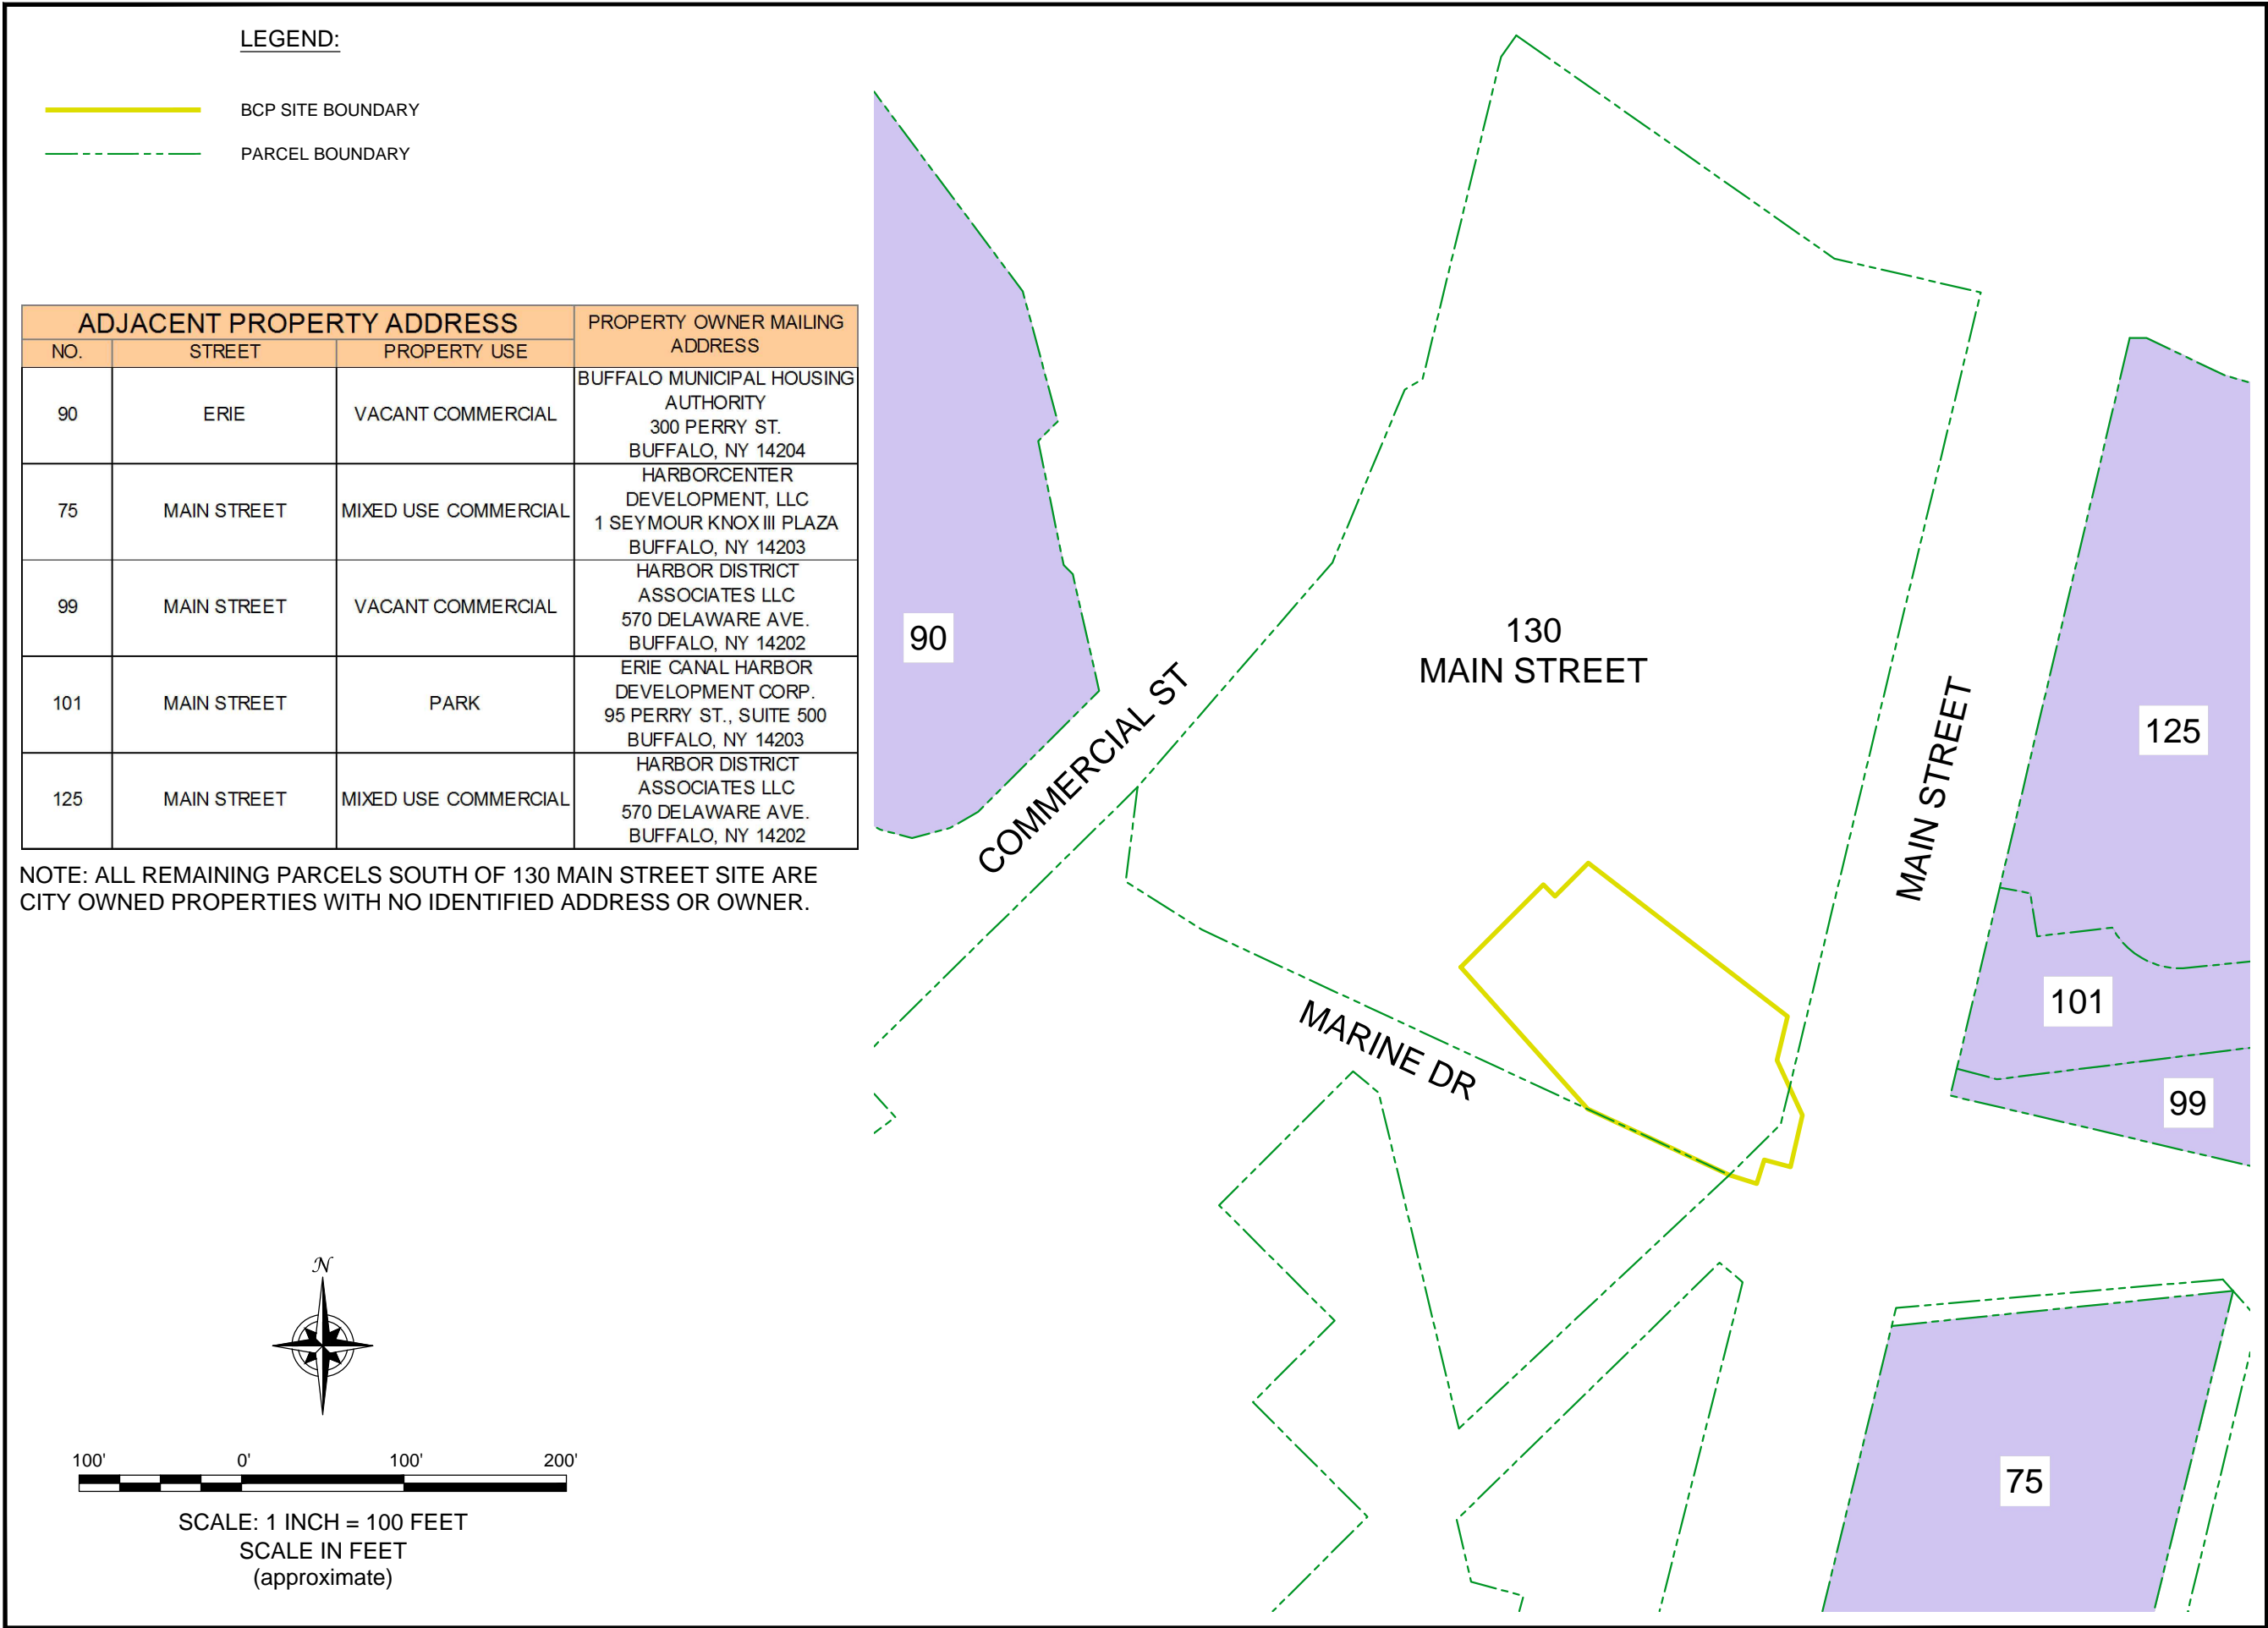 LEGEND:
BCP SITE BOUNDARY
PARCEL BOUNDARY
ADJACENT PROPERTY ADDRESS
PROPERTY OWNER MAILING
ADDRESS
NO.
STREET
PROPERTY USE
90
ERIE
VACANT COMMERCIAL
BUFFALO MUNICIPAL HOUSING
AUTHORITY
300 PERRY ST.
BUFFALO, NY 14204
75
MAIN STREET
MIXED USE COMMERCIAL
HARBORCENTER
DEVELOPMENT, LLC
1 SEYMOUR KNOX III PLAZA
BUFFALO, NY 14203
99
MAIN STREET
VACANT COMMERCIAL
HARBOR DISTRICT
ASSOCIATES LLC
570 DELAWARE AVE.
BUFFALO, NY 14202
101
MAIN STREET
PARK
ERIE CANAL HARBOR
DEVELOPMENT CORP.
95 PERRY ST., SUITE 500
BUFFALO, NY 14203
125
MAIN STREET
MIXED USE COMMERCIAL
HARBOR DISTRICT
ASSOCIATES LLC
570 DELAWARE AVE.
BUFFALO, NY 14202
NOTE: ALL REMAINING PARCELS SOUTH OF 130 MAIN STREET SITE ARE
CITY OWNED PROPERTIES WITH NO IDENTIFIED ADDRESS OR OWNER.
90
130
MAIN STREET
COMMERCIAL ST
MAIN STREET
125
101
MARINE DR
99
75
N
100'
0'
100'
200'
SCALE: 1 INCH = 100 FEET
SCALE IN FEET
(approximate)